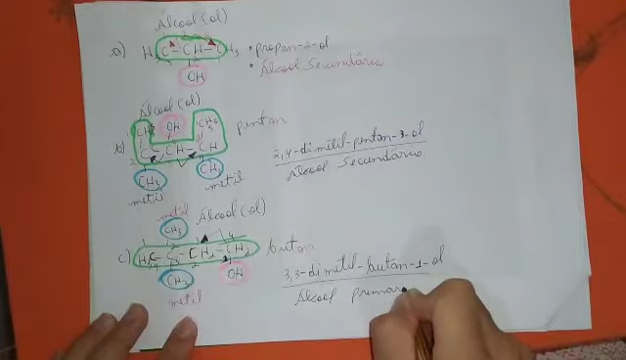 Álcool (ol)
a) H₃C-CH-CH₃ • propan-2-ol
OH • Álcool Secundário
Álcool (ol)
CH₃ OH CH₃ pentan
b) C-CH-CH 2,4-dimetil-pentan-3-ol
CH₃ CH₃ Álcool Secundário
metil metil
metil Álcool (ol)
CH₃
c) H₃C-C-CH₂-CH₂ butan
CH₃ OH 3,3-dimetil-butan-1-ol
metil Álcool primar